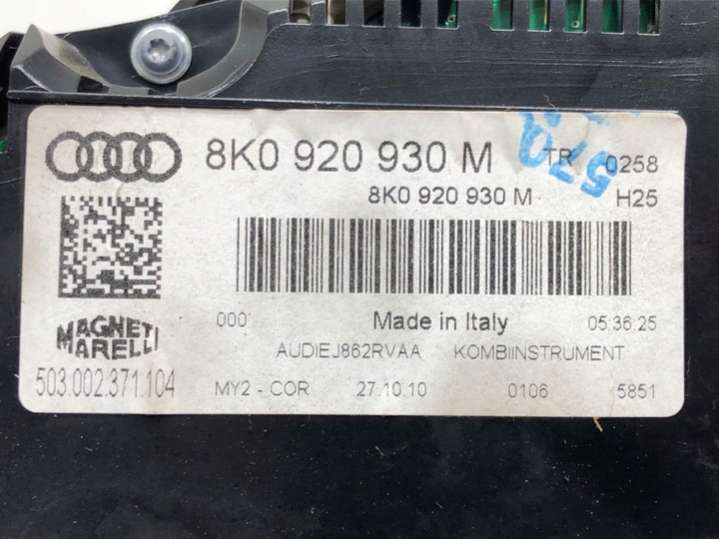 8K0 920 930 M TR 0258
8K0 920 930 M H25
000 Made in Italy 05:36:25
MAGNETI MARELLI
AUDIEJ862RVAA KOMBIINSTRUMENT
503.002.371.104
MY2 - COR 27.10.10 0106 5851